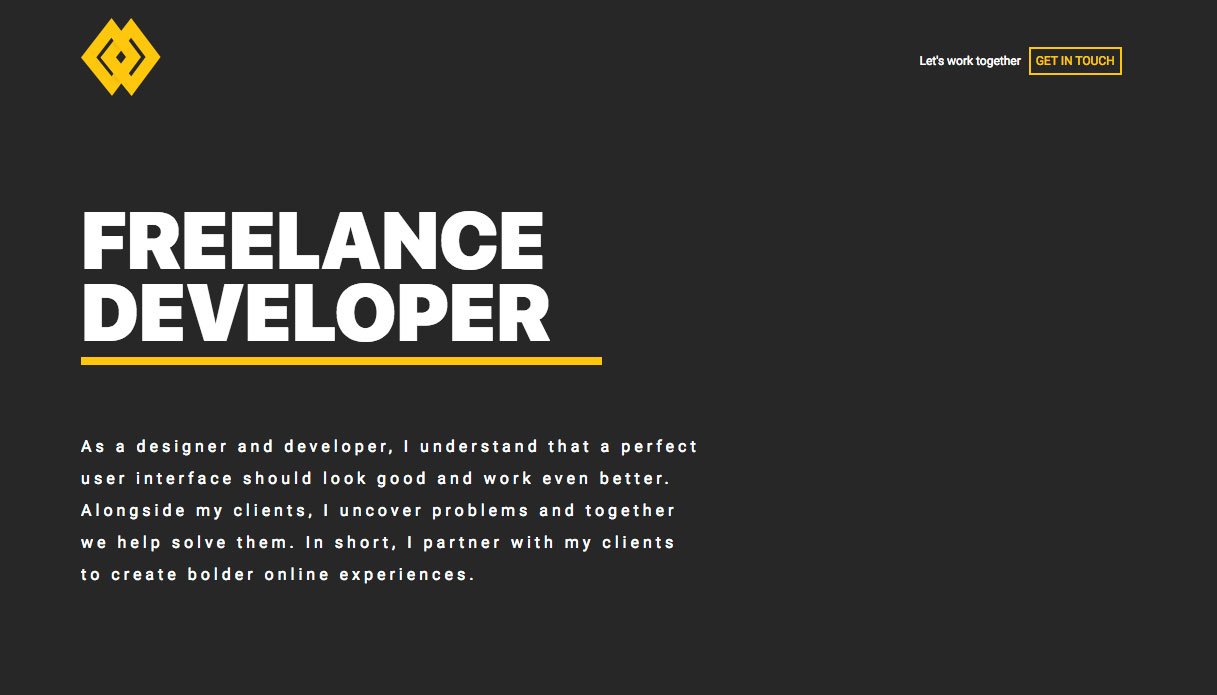 Let's work together GET IN TOUCH
FREELANCE
DEVELOPER
As a designer and developer, I understand that a perfect
user interface should look good and work even better.
Alongside my clients, I uncover problems and together
we help solve them. In short, I partner with my clients
to create bolder online experiences.